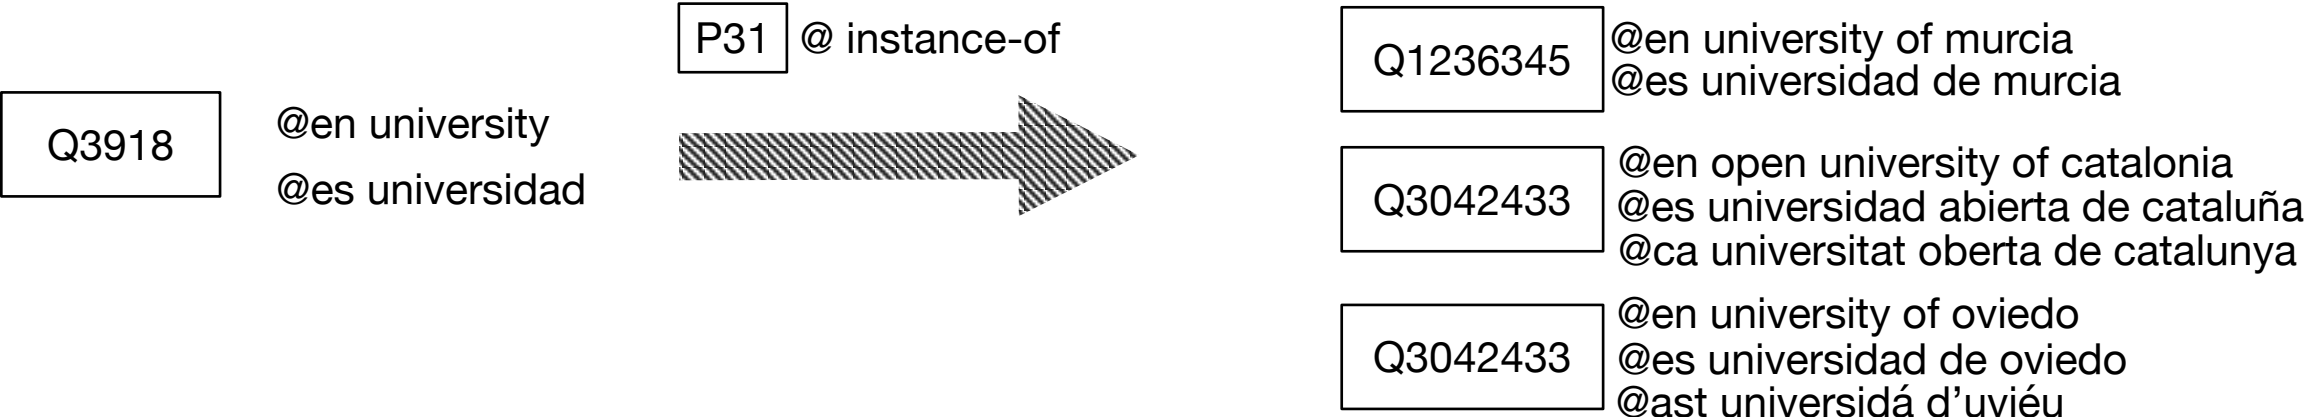 P31 @ instance-of
Q3918
@en university
@es universidad
Q1236345
@en university of murcia
@es universidad de murcia
Q3042433
@en open university of catalonia
@es universidad abierta de cataluña
@ca universitat oberta de catalunya
Q3042433
@en university of oviedo
@es universidad de oviedo
@ast universidá d’uviéu